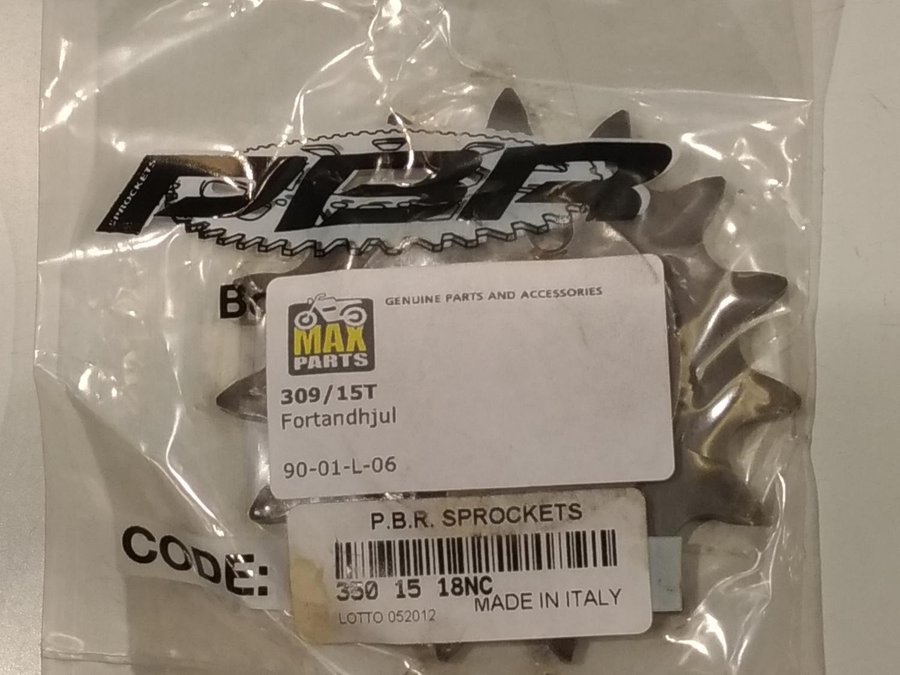 SPROCKETS
PBR
GENUINE PARTS AND ACCESSORIES
MAX
PARTS
309/15T
Fortandhjul
90-01-L-06
CODE:
P.B.R. SPROCKETS
350 15 18NC
MADE IN ITALY
LOTTO 052012